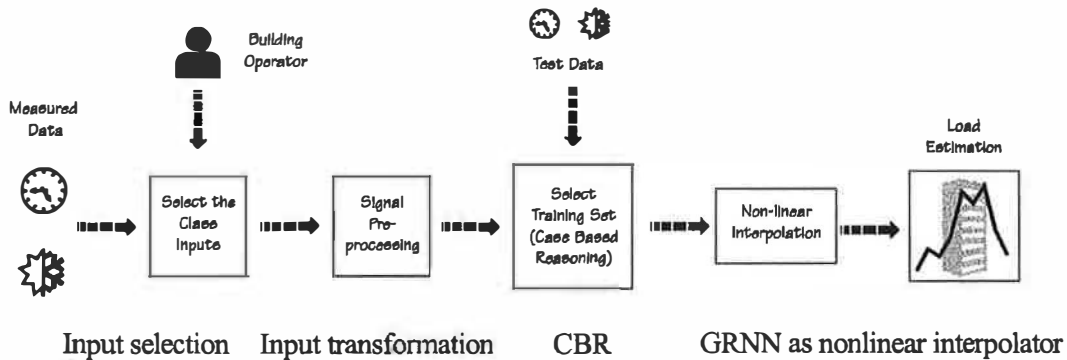 Building
Operator
Test Data
Measured
Data
Load
Estimation
Select the
Class
Inputs
Signal
Pre-
processing
Select
Training Set
(Case Based
Reasoning)
Non-linear
Interpolation
Input selection
Input transformation
CBR
GRNN as nonlinear interpolator